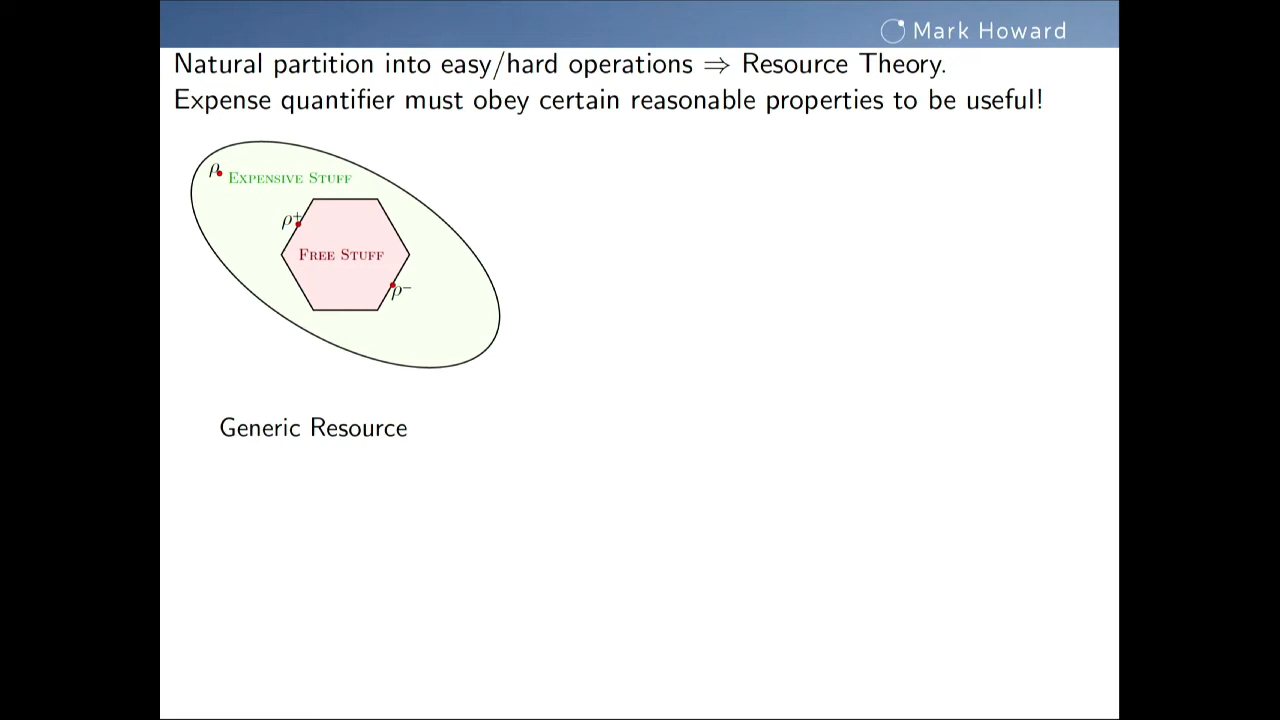 Mark Howard
Natural partition into easy/hard operations ⇒ Resource Theory.
Expense quantifier must obey certain reasonable properties to be useful!
ρ
Expensive Stuff
ρ⁺
Free Stuff
ρ⁻
Generic Resource